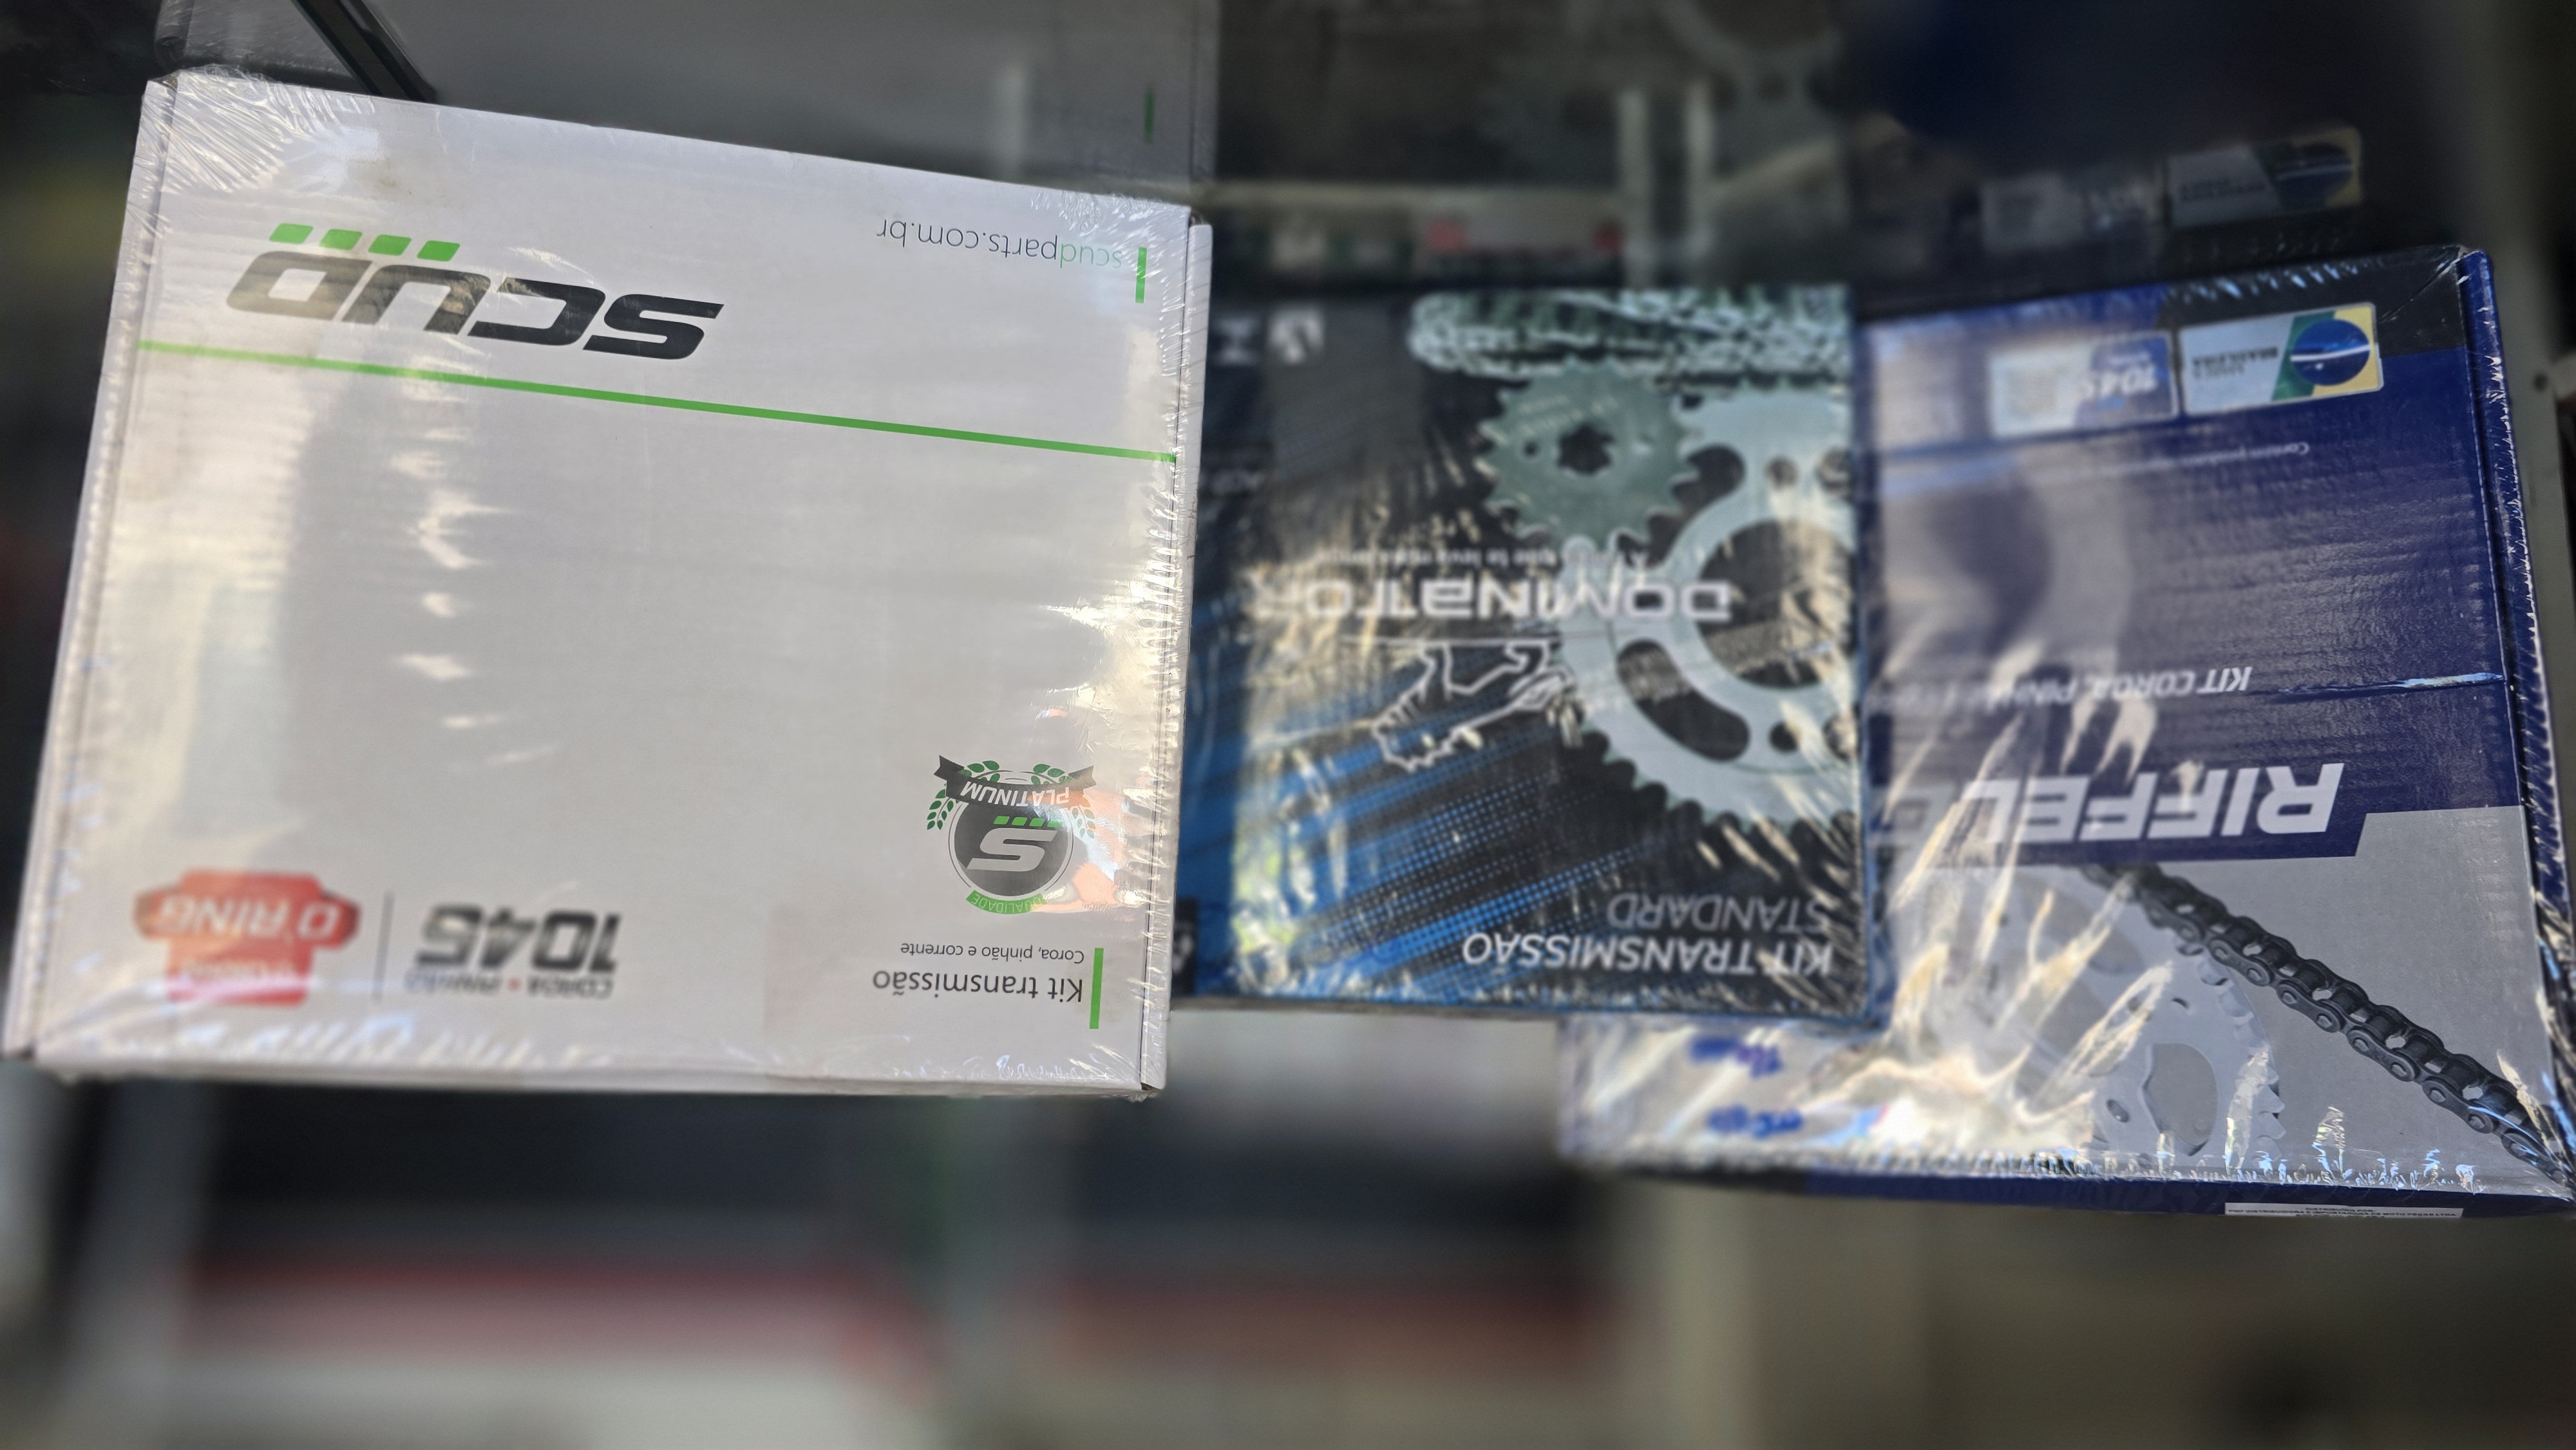 Kit transmissão
Coroa, pinhão e corrente
COROA • PINHÃO
1045
O'RING
QUALIDADE
S
PLATINUM
SCUD
scudparts.com.br
KIT TRANSMISSÃO
STANDARD
DOMINATOR
RIFFEL
KIT COROA, PINHÃO E
1045
BRASILEIRA